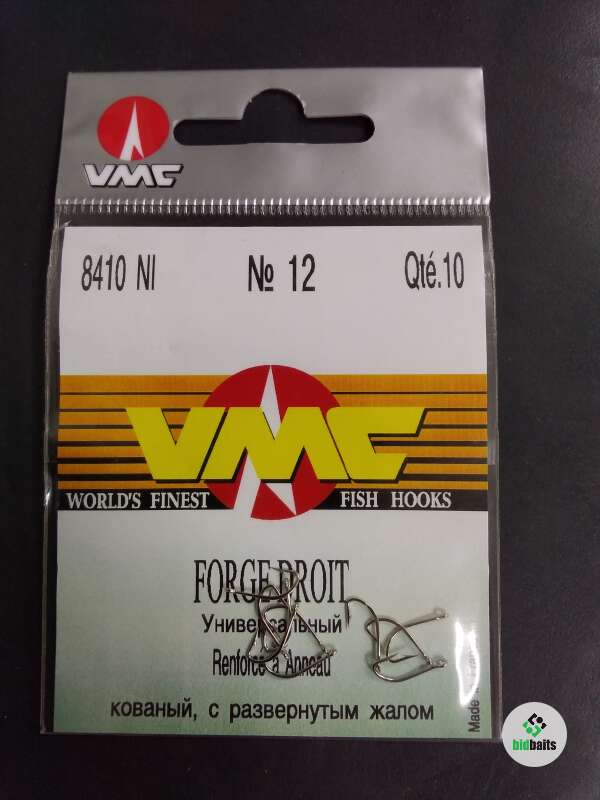 VMC
8410 NI № 12 Qté.10
VMC
WORLD'S FINEST FISH HOOKS
FORGE DROIT
Универсальный
Renforcé à Anneau
кованый, с развернутым жалом
Made
bidbaits